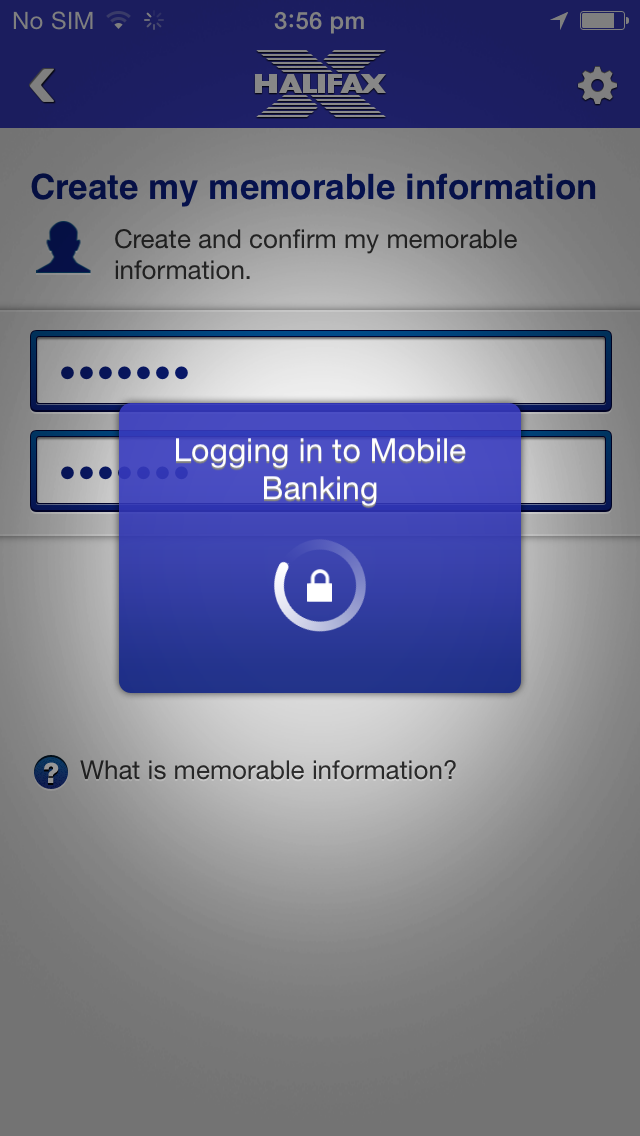 No SIM 3:56 pm
HALIFAX
Create my memorable information
Create and confirm my memorable
information.
•••••••
•••••••
Logging in to Mobile
Banking
? What is memorable information?